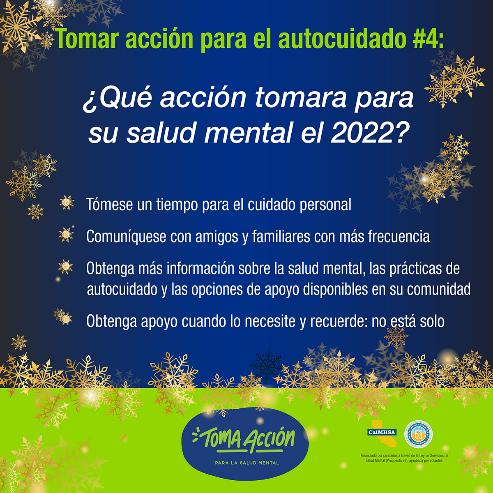 Tomar acción para el autocuidado #4:
¿Qué acción tomara para
su salud mental el 2022?
Tómese un tiempo para el cuidado personal
Comuníquese con amigos y familiares con más frecuencia
Obtenga más información sobre la salud mental, las prácticas de
autocuidado y las opciones de apoyo disponibles en su comunidad
Obtenga apoyo cuando lo necesite y recuerde: no está solo
TOMA ACCIÓN
PARA LA SALUD MENTAL
CalMHSA